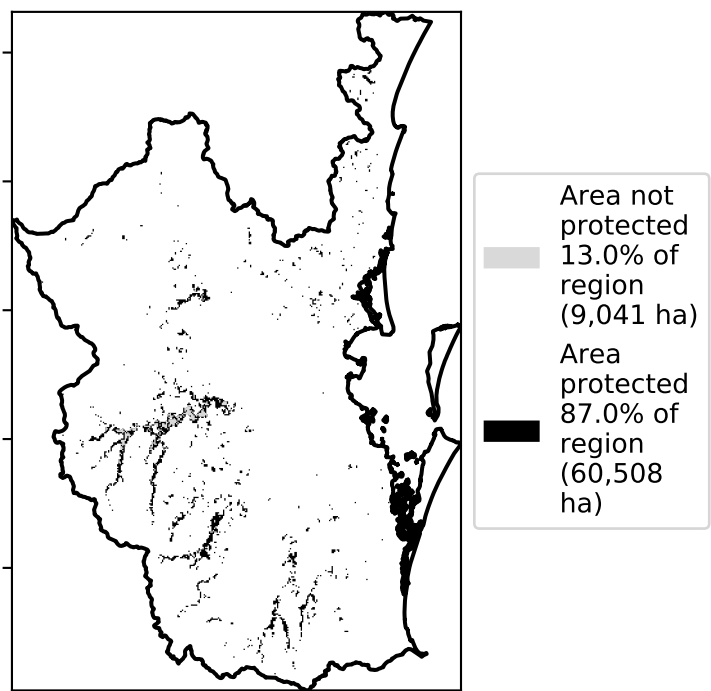 Area not
protected
13.0% of
region
(9,041 ha)
Area
protected
87.0% of
region
(60,508
ha)